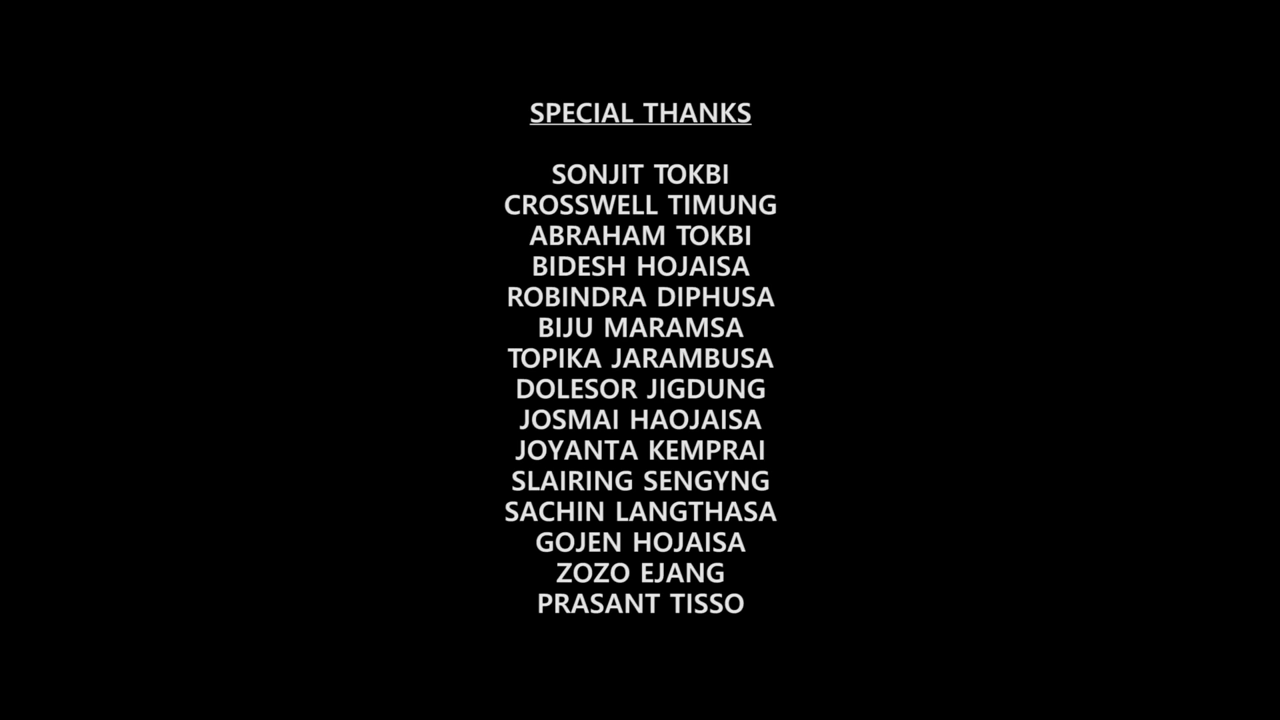 SPECIAL THANKS
SONJIT TOKBI
CROSSWELL TIMUNG
ABRAHAM TOKBI
BIDESH HOJAISA
ROBINDRA DIPHUSA
BIJU MARAMSA
TOPIKA JARAMBUSA
DOLESOR JIGDUNG
JOSMAI HAOJAISA
JOYANTA KEMPRAI
SLAIRING SENGYNG
SACHIN LANGTHASA
GOJEN HOJAISA
ZOZO EJANG
PRASANT TISSO